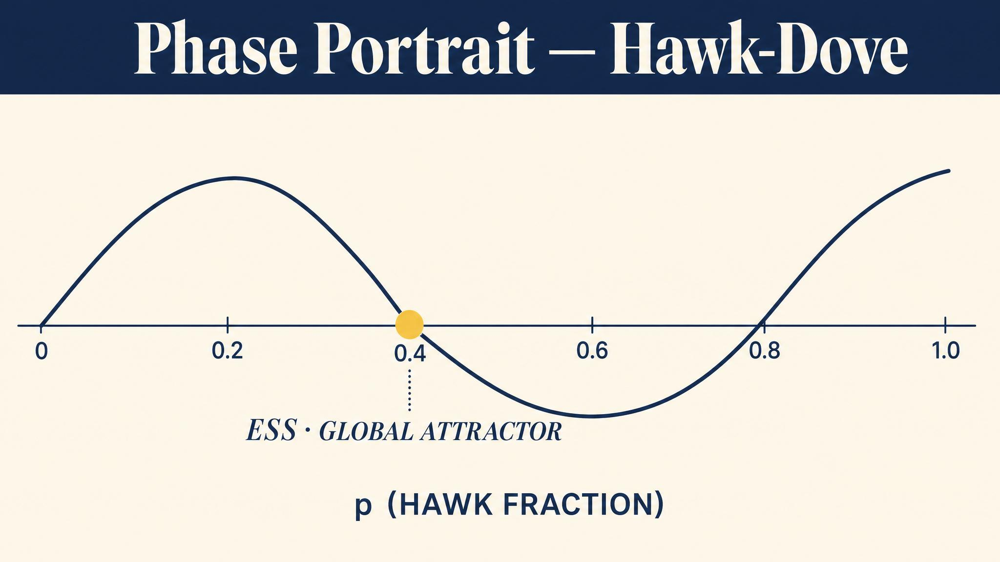 Phase Portrait — Hawk-Dove
0 0.2 0.4 0.6 0.8 1.0
ESS · GLOBAL ATTRACTOR
p (HAWK FRACTION)